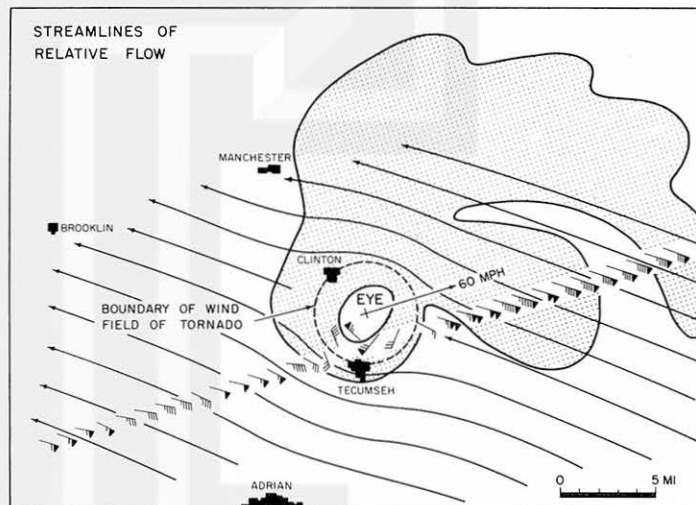 STREAMLINES OF
RELATIVE FLOW
MANCHESTER
BROOKLIN
CLINTON
60 MPH
EYE
BOUNDARY OF WIND
FIELD OF TORNADO
TECUMSEH
ADRIAN
0 5 MI